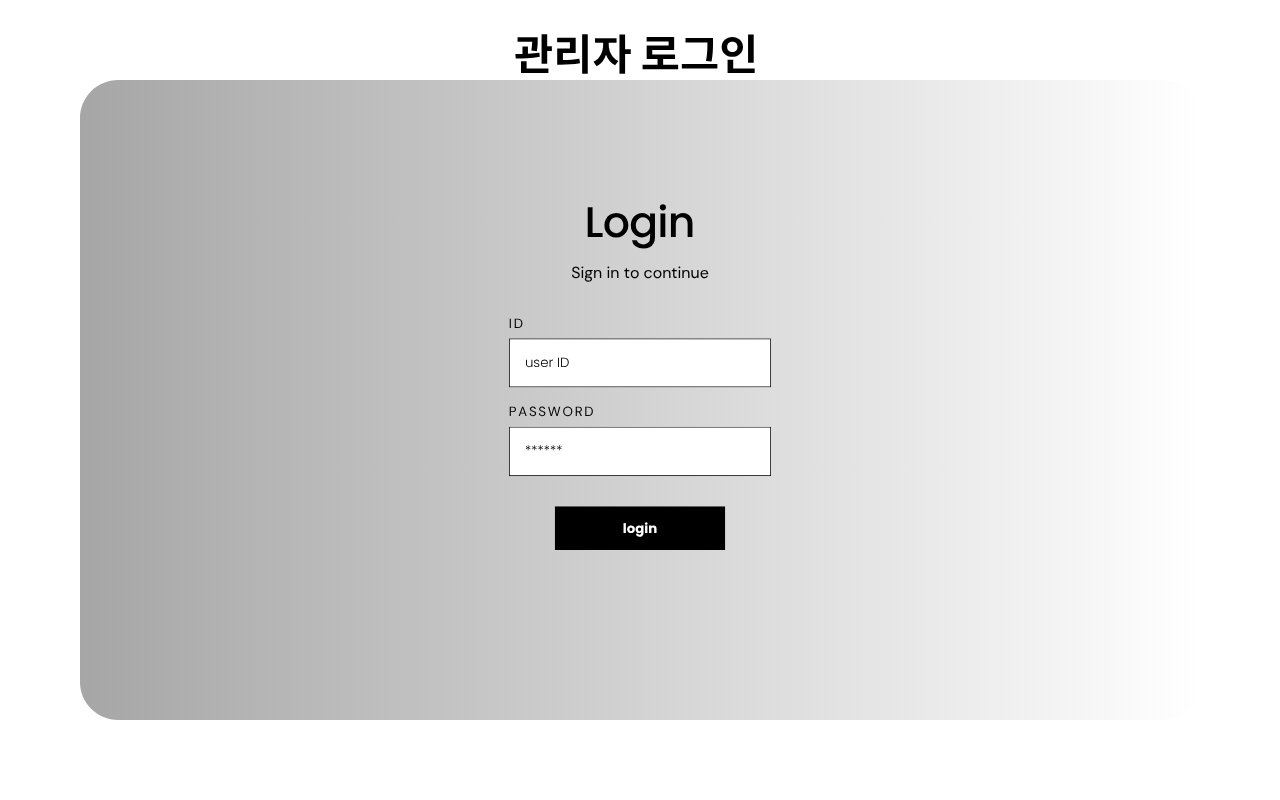 관리자 로그인
Login
Sign in to continue
ID
user ID
PASSWORD
******
login